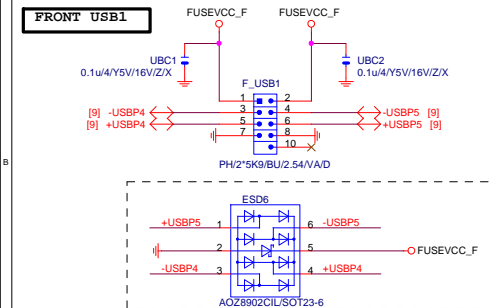 FRONT USB1
FUSEVCC_F FUSEVCC_F
UBC1 UBC2
0.1u/4/Y5V/16V/Z/X 0.1u/4/Y5V/16V/Z/X
F_USB1
1 2
[9] -USBP4 3 4 -USBP5 [9]
[9] +USBP4 5 6 +USBP5 [9]
7 8
10
PH/2*5K9/BU/2.54/VA/D
B
ESD6
+USBP5 1 6 -USBP5
2 5 FUSEVCC_F
-USBP4 3 4 +USBP4
AOZ8902CIL/SOT23-6